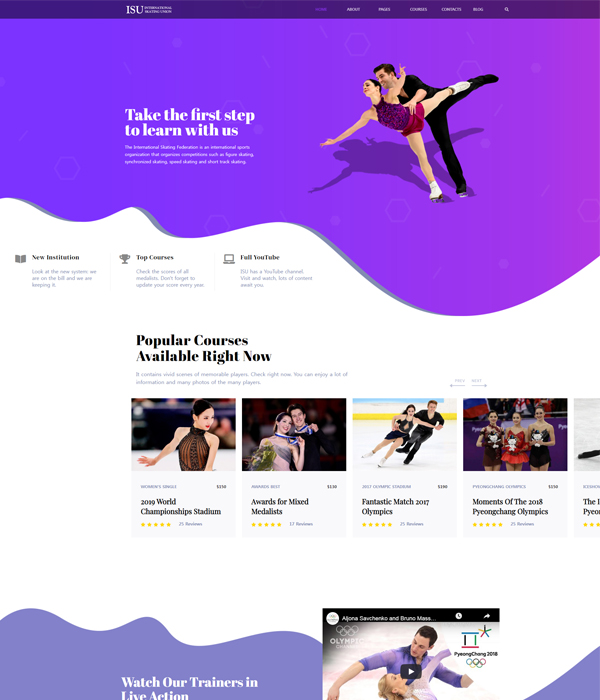 ISU INTERNATIONAL
SKATING UNION
HOME ABOUT PAGES COURSES CONTACTS BLOG
Take the first step
to learn with us
The International Skating Federation is an international sports
organization that organizes competitions such as figure skating,
synchronized skating, speed skating and short track skating.
New Institution
Look at the new system: we
are on the bill and we are
keeping it.
Top Courses
Check the scores of all
medalists. Don't forget to
update your score every year.
Full YouTube
ISU has a YouTube channel.
Visit and watch, lots of content
await you.
Popular Courses
Available Right Now
It contains vivid scenes of memorable players. Check right now. You can enjoy a lot of
information and many photos of the many players.
PREV NEXT
WOMEN'S SINGLE $150
2019 World
Championships Stadium
25 Reviews
AWARDS BEST $130
Awards for Mixed
Medalists
17 Reviews
2017 OLYMPIC STADIUM $180
Fantastic Match 2017
Olympics
25 Reviews
PYEONGCHANG OLYMPICS $150
Moments Of The 2018
Pyeongchang Olympics
25 Reviews
The I
Pyeo
Watch Our Trainers in
Live Action
Aljona Savchenko and Bruno Mass...
OLYMPIC
CHANNEL
PyeongChang 2018